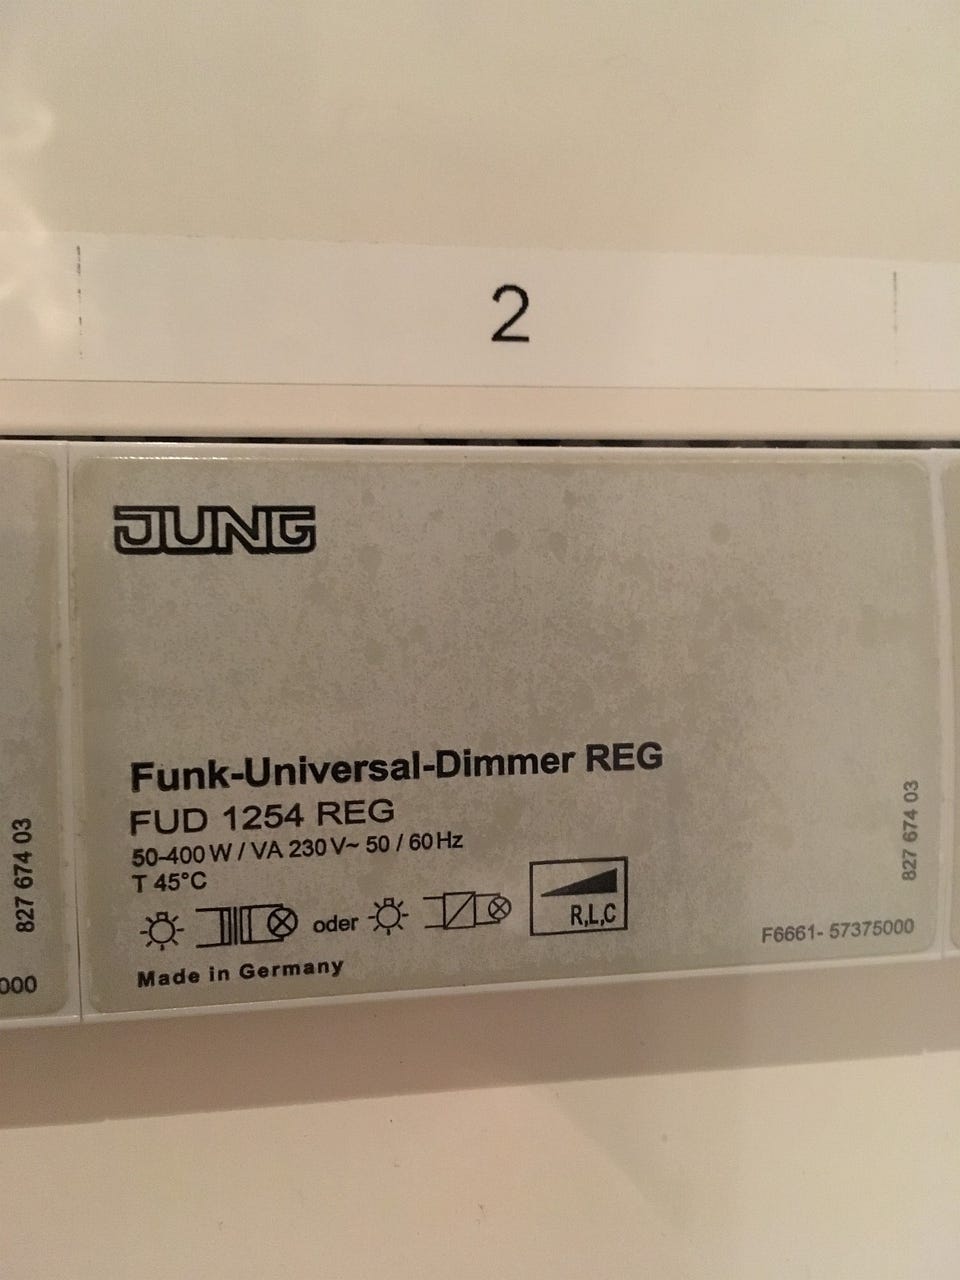 2
JUNG
Funk-Universal-Dimmer REG
FUD 1254 REG
50-400 W / VA 230 V~ 50 / 60 Hz
T 45°C
oder
R,L,C
Made in Germany
F6661- 57375000
827 674 03
827 674 03
000